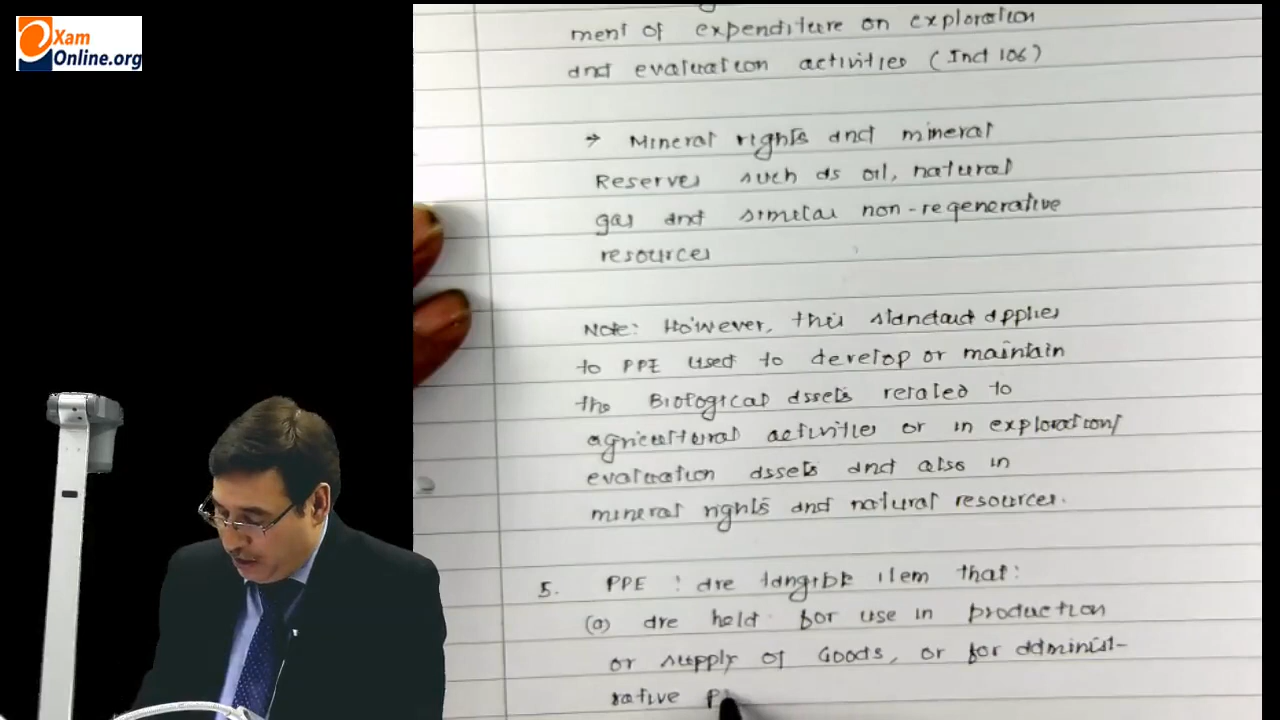 Xam
Online.org
ment of expenditure on exploration
and evaluation activities (Ind 106)
→ Mineral rights and mineral
Reserves such as oil, natural
gas and similar non-regenerative
resources
Note: However, this standard applies
to PPE used to develop or maintain
the Biological assets related to
agricultural activities or in exploration/
evaluation assets and also in
mineral rights and natural resources.
5. PPE : are tangible item that:
(a) are held for use in production
or supply of Goods, or for administ-
rative